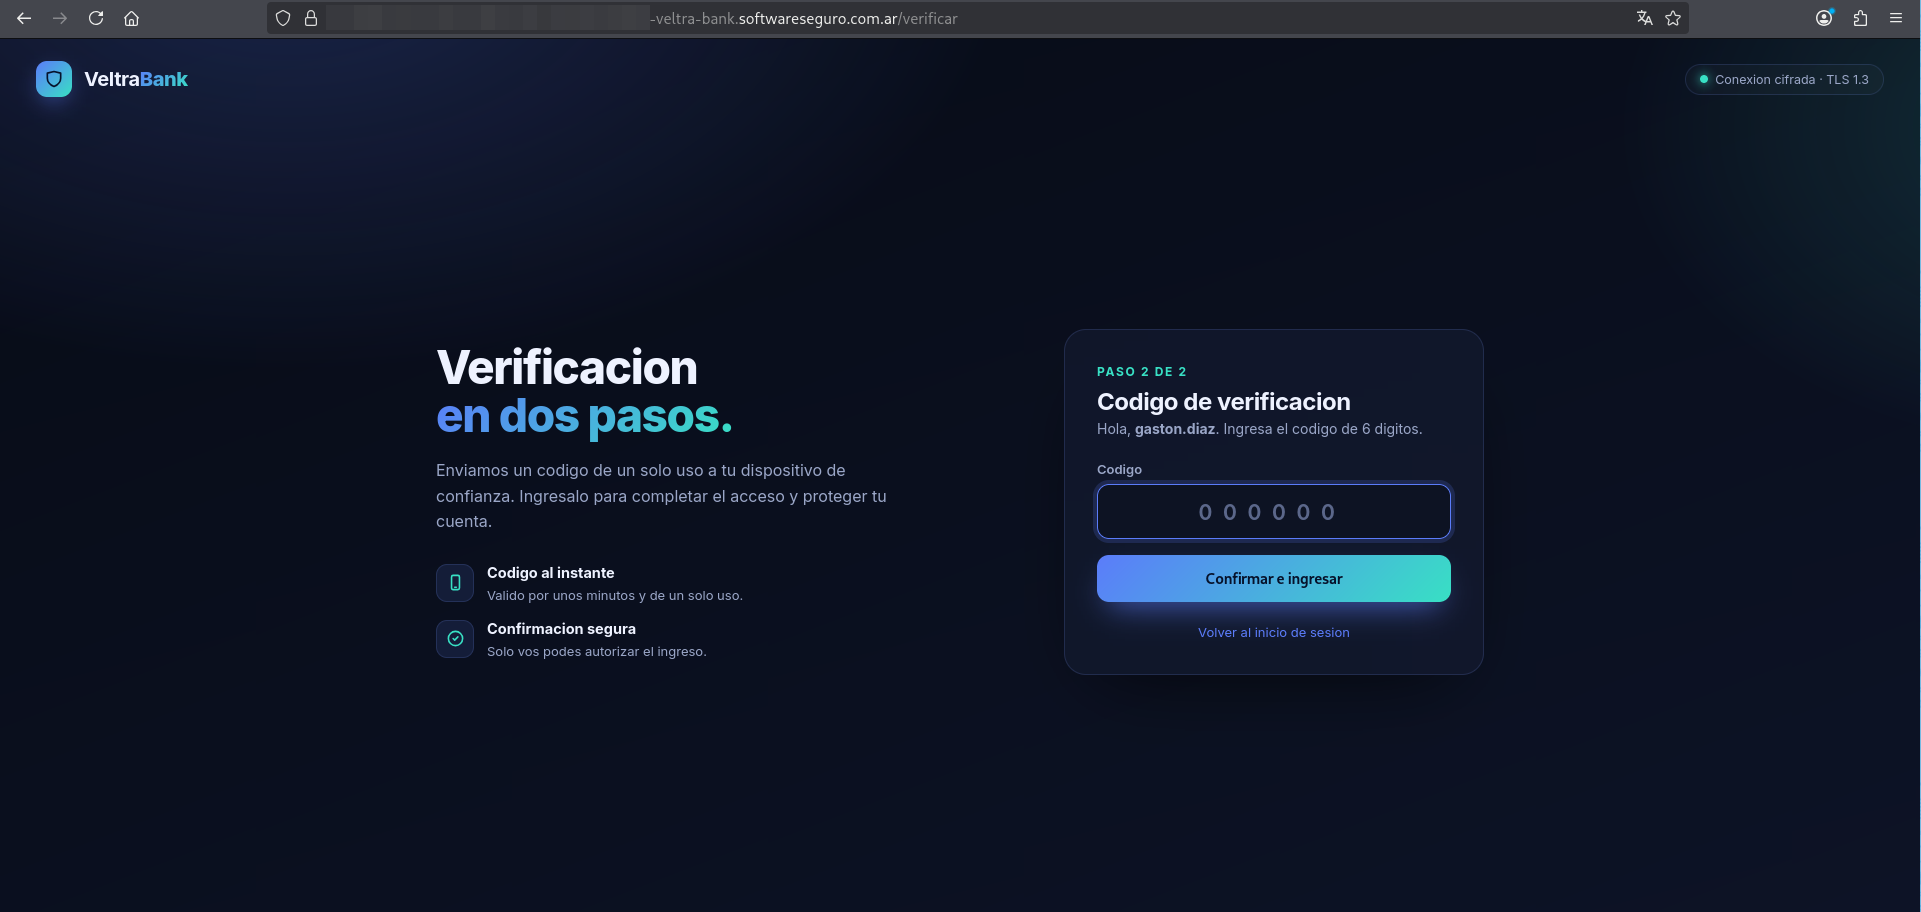 -veltra-bank.softwareseguro.com.ar/verificar
VeltraBank
Conexion cifrada · TLS 1.3
Verificacion
en dos pasos.
Enviamos un codigo de un solo uso a tu dispositivo de
confianza. Ingresalo para completar el acceso y proteger tu
cuenta.
Codigo al instante
Valido por unos minutos y de un solo uso.
Confirmacion segura
Solo vos podes autorizar el ingreso.
PASO 2 DE 2
Codigo de verificacion
Hola, gaston.diaz. Ingresa el codigo de 6 digitos.
Codigo
0 0 0 0 0 0
Confirmar e ingresar
Volver al inicio de sesion